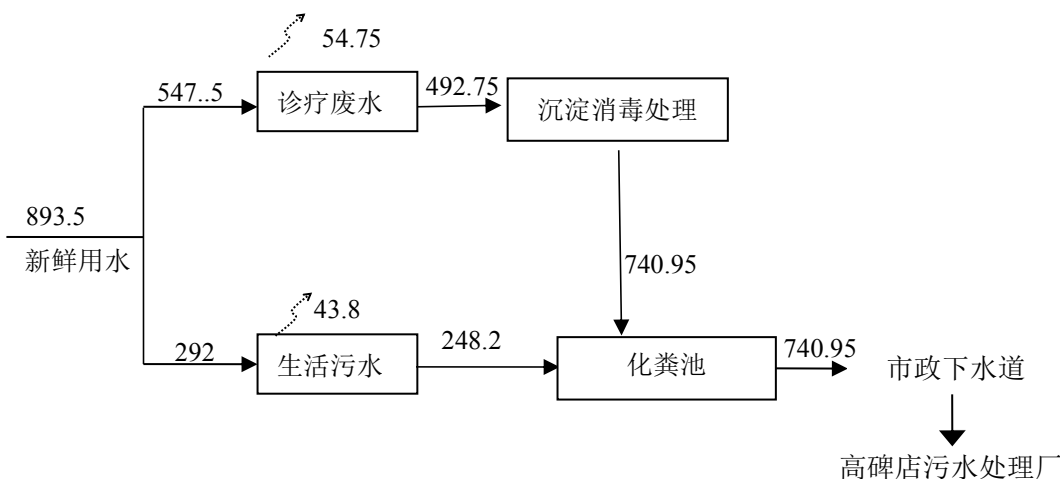 54.75
547..5
诊疗废水
492.75
沉淀消毒处理
893.5
新鲜用水
740.95
43.8
292
生活污水
248.2
化粪池
740.95
市政下水道
高碑店污水处理厂